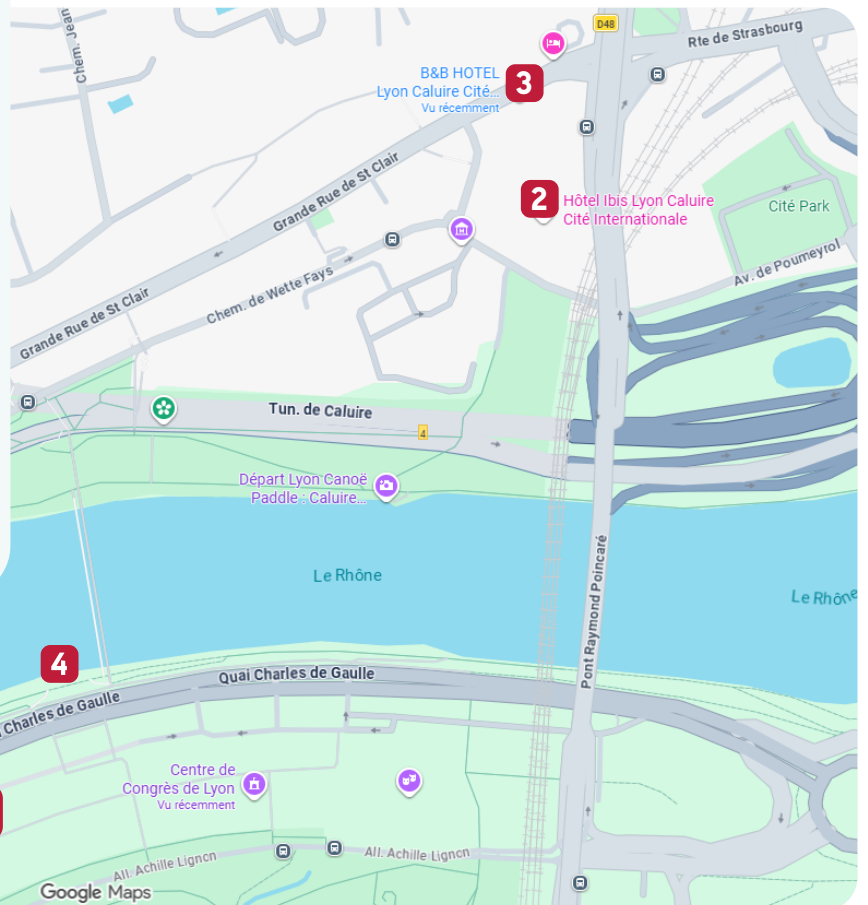 D48
Rte de Strasbourg
Chem. Jean
B&B HOTEL
Lyon Caluire Cité...
Vu récemment
3
2
Hôtel Ibis Lyon Caluire
Cité Internationale
Cité Park
Grande Rue de St Clair
Av. de Poumeyrol
Chem. de Wette Fays
Grande Rue de St Clair
Tun. de Caluire
4
Départ Lyon Canoë
Paddle : Caluire...
Le Rhône
Le Rhône
Pont Raymond Poincaré
4
Quai Charles de Gaulle
Charles de Gaulle
Centre de
Congrès de Lyon
Vu récemment
All. Achille Lignon
All. Achille Lignon
Google Maps